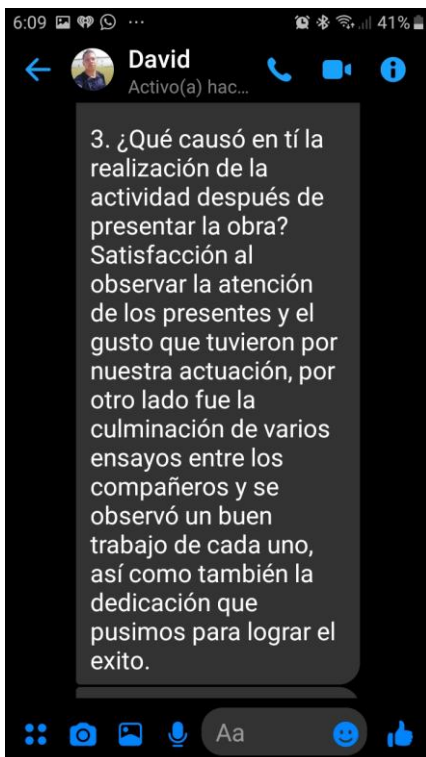 6:09 ... 41%
David
Activo(a) hac...
3. ¿Qué causó en tí la
realización de la
actividad después de
presentar la obra?
Satisfacción al
observar la atención
de los presentes y el
gusto que tuvieron por
nuestra actuación, por
otro lado fue la
culminación de varios
ensayos entre los
compañeros y se
observó un buen
trabajo de cada uno,
así como también la
dedicación que
pusimos para lograr el
exito.
Aa